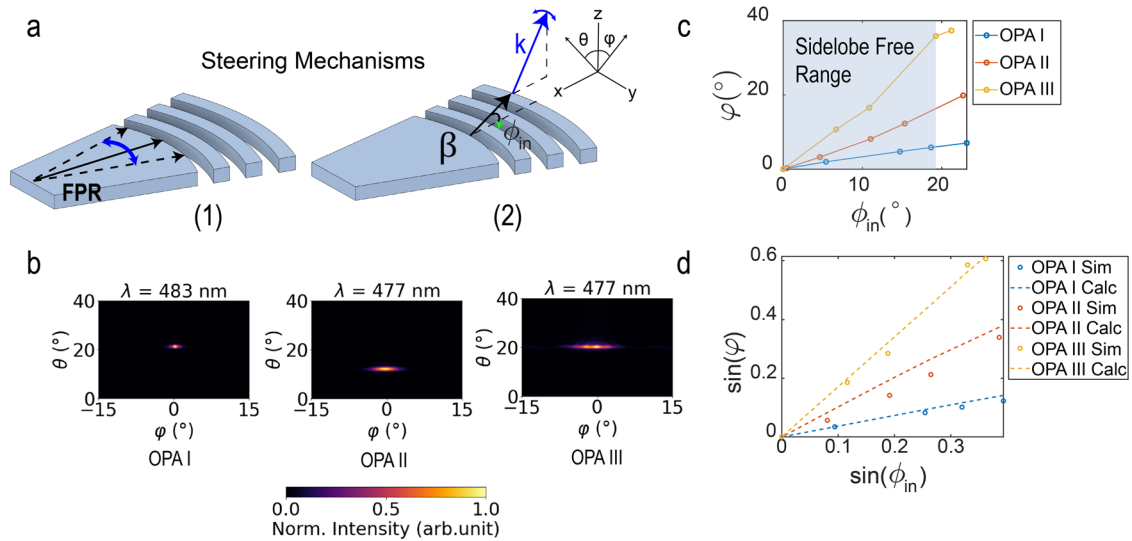 a
Steering Mechanisms
FPR
(1)
β
ϕin
k
z
θ
φ
x
y
(2)
b
λ = 483 nm
40
20
0
θ (°)
−15
0
15
φ (°)
OPA I
λ = 477 nm
40
20
0
θ (°)
−15
0
15
φ (°)
OPA II
λ = 477 nm
40
20
0
θ (°)
−15
0
15
φ (°)
OPA III
0.0
0.5
1.0
Norm. Intensity (arb.unit)
c
Sidelobe Free
Range
40
20
0
φ(°)
0
10
20
ϕin(°)
OPA I
OPA II
OPA III
d
0.6
0.4
0.2
0
sin(φ)
0
0.1
0.2
0.3
sin(ϕin)
OPA I Sim
OPA I Calc
OPA II Sim
OPA II Calc
OPA III Sim
OPA III Calc